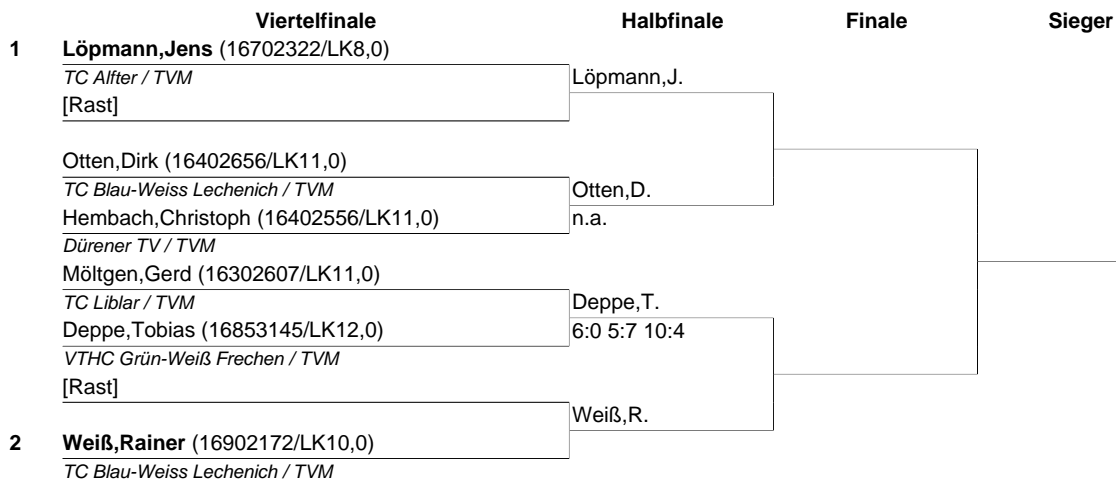 Viertelfinale Halbfinale Finale Sieger
1 Löpmann,Jens (16702322/LK8,0)
TC Alfter / TVM Löpmann,J.
[Rast]
Otten,Dirk (16402656/LK11,0)
TC Blau-Weiss Lechenich / TVM Otten,D.
Hembach,Christoph (16402556/LK11,0) n.a.
Dürener TV / TVM
Möltgen,Gerd (16302607/LK11,0)
TC Liblar / TVM Deppe,T.
Deppe,Tobias (16853145/LK12,0) 6:0 5:7 10:4
VTHC Grün-Weiß Frechen / TVM
[Rast]
Weiß,R.
2 Weiß,Rainer (16902172/LK10,0)
TC Blau-Weiss Lechenich / TVM